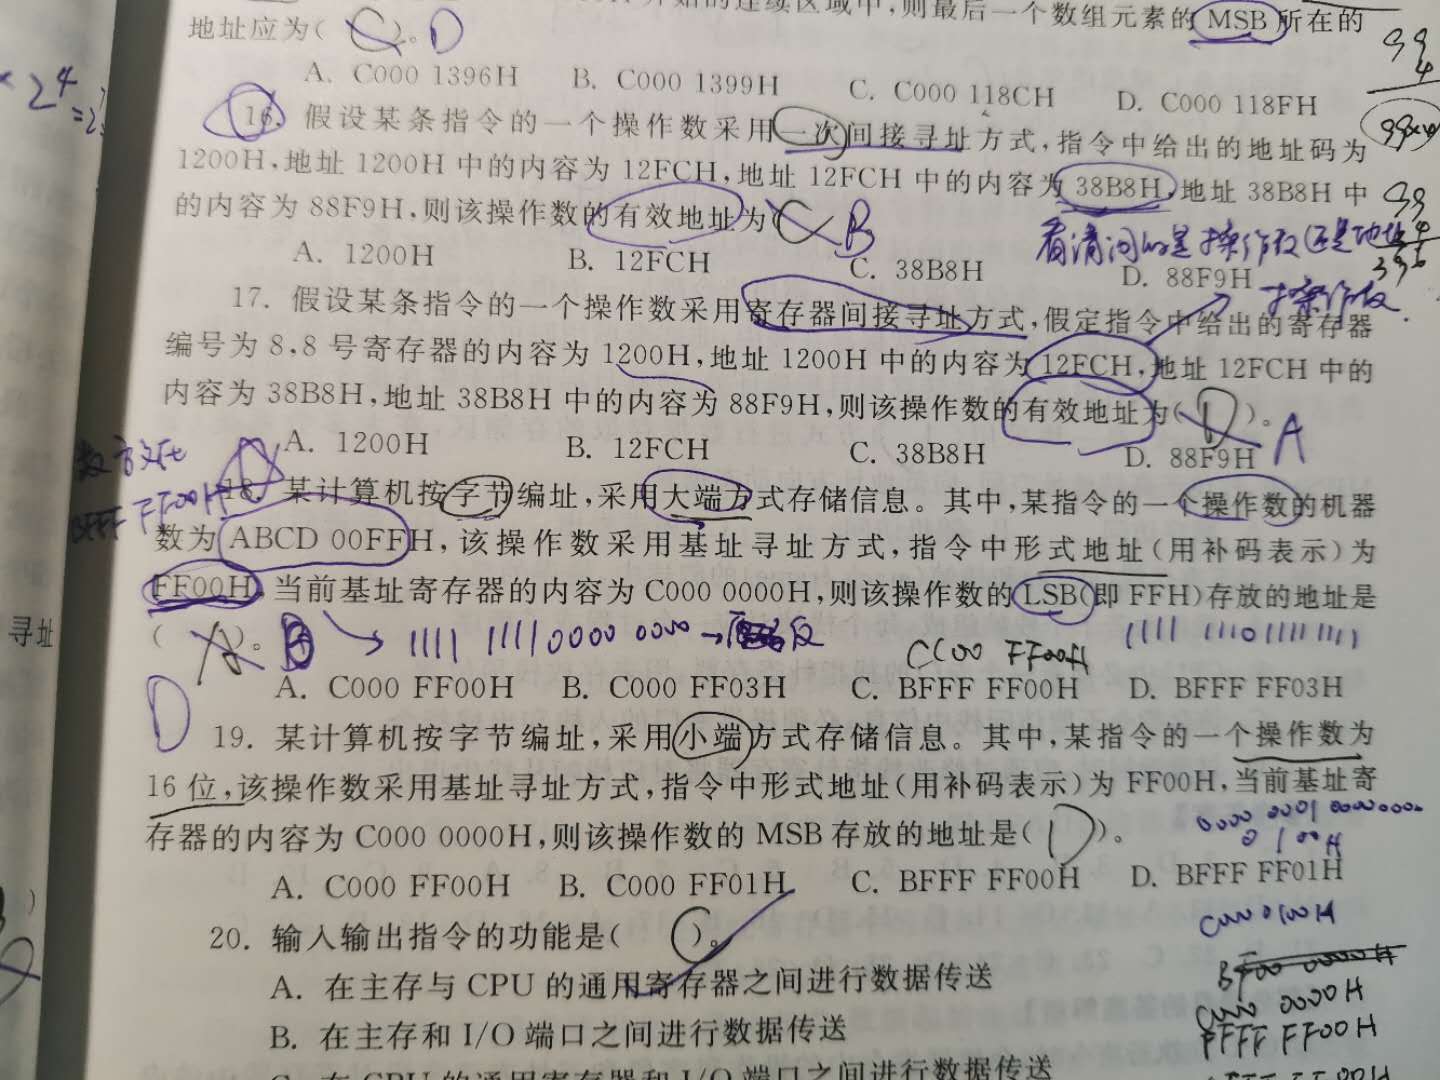 开始的连续区域中,则最后一个数组元素的 MSB 所在的
地址应为( C )。D
A. C000 1396H B. C000 1399H C. C000 118CH D. C000 118FH
99
4
× 2⁴
16. 假设某条指令的一个操作数采用一次间接寻址方式,指令中给出的地址码为
1200H,地址 1200H 中的内容为 12FCH,地址 12FCH 中的内容为 38B8H,地址 38B8H 中
的内容为 88F9H,则该操作数的有效地址为 C B
看清问的是操作数还是地址
A. 1200H B. 12FCH C. 38B8H D. 88F9H
操作数.
17. 假设某条指令的一个操作数采用寄存器间接寻址方式,假定指令中给出的寄存器
编号为 8,8 号寄存器的内容为 1200H,地址 1200H 中的内容为 12FCH,地址 12FCH 中的
内容为 38B8H,地址 38B8H 中的内容为 88F9H,则该操作数的有效地址为( D )。A
A. 1200H B. 12FCH C. 38B8H D. 88F9H
BFFF FF00H
18. 某计算机按字节编址,采用大端方式存储信息。其中,某指令的一个操作数的机器
数为 ABCD 00FFH,该操作数采用基址寻址方式,指令中形式地址(用补码表示)为
FF00H,当前基址寄存器的内容为 C000 0000H,则该操作数的 LSB(即 FFH)存放的地址是
( A )。
1111 1111 0000 0000 →
C000 FF00H
1111 1110 1111 1111
A. C000 FF00H B. C000 FF03H C. BFFF FF00H D. BFFF FF03H
D
寻址
19. 某计算机按字节编址,采用小端方式存储信息。其中,某指令的一个操作数为
16 位,该操作数采用基址寻址方式,指令中形式地址(用补码表示)为 FF00H,当前基址寄
存器的内容为 C000 0000H,则该操作数的 MSB 存放的地址是( D )。
0000 0001 0000 0000
0 1 00H
A. C000 FF00H B. C000 FF01H C. BFFF FF00H D. BFFF FF01H
C000 0100H
20. 输入输出指令的功能是( C )。
A. 在主存与 CPU 的通用寄存器之间进行数据传送
C000 0000H
B. 在主存和 I/O 端口之间进行数据传送
FFFF FF00H
C. 在 CPU 的通用寄存器和 I/O 端口之间进行数据传送